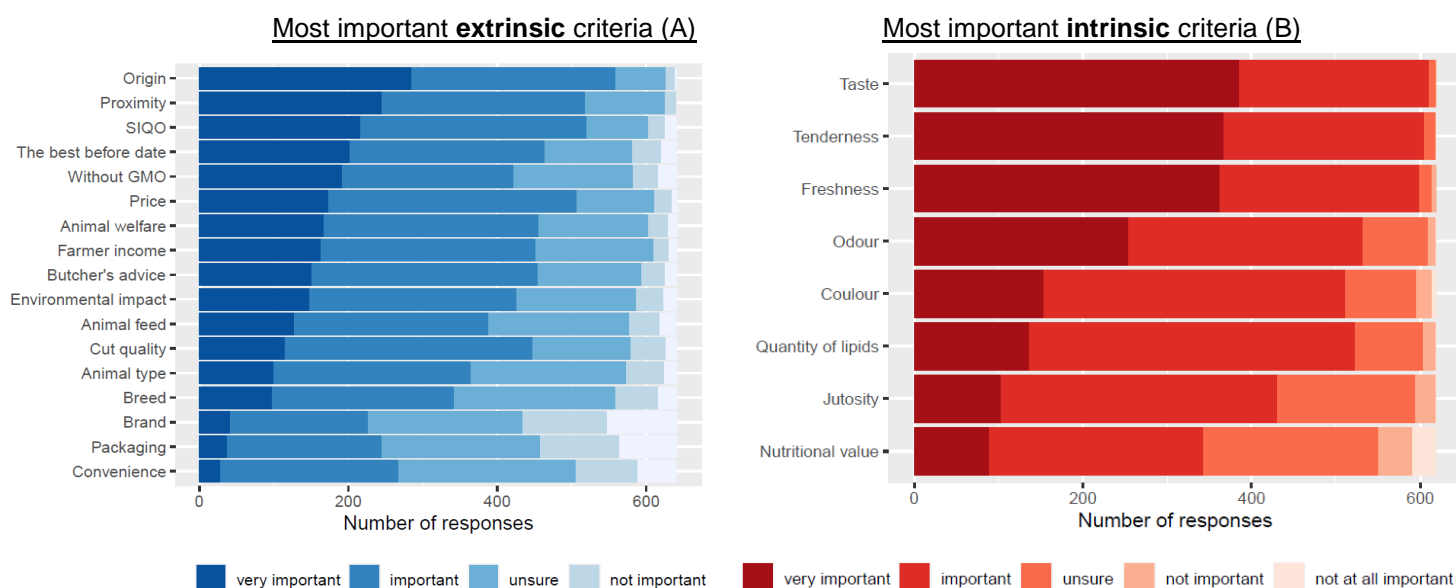 Most important extrinsic criteria (A)
Origin
Proximity
SIQO
The best before date
Without GMO
Price
Animal welfare
Farmer income
Butcher's advice
Environmental impact
Animal feed
Cut quality
Animal type
Breed
Brand
Packaging
Convenience
0 200 400 600
Number of responses
very important important unsure not important
Most important intrinsic criteria (B)
Taste
Tenderness
Freshness
Odour
Coulour
Quantity of lipids
Jutosity
Nutritional value
0 200 400 600
Number of responses
very important important unsure not important not at all important